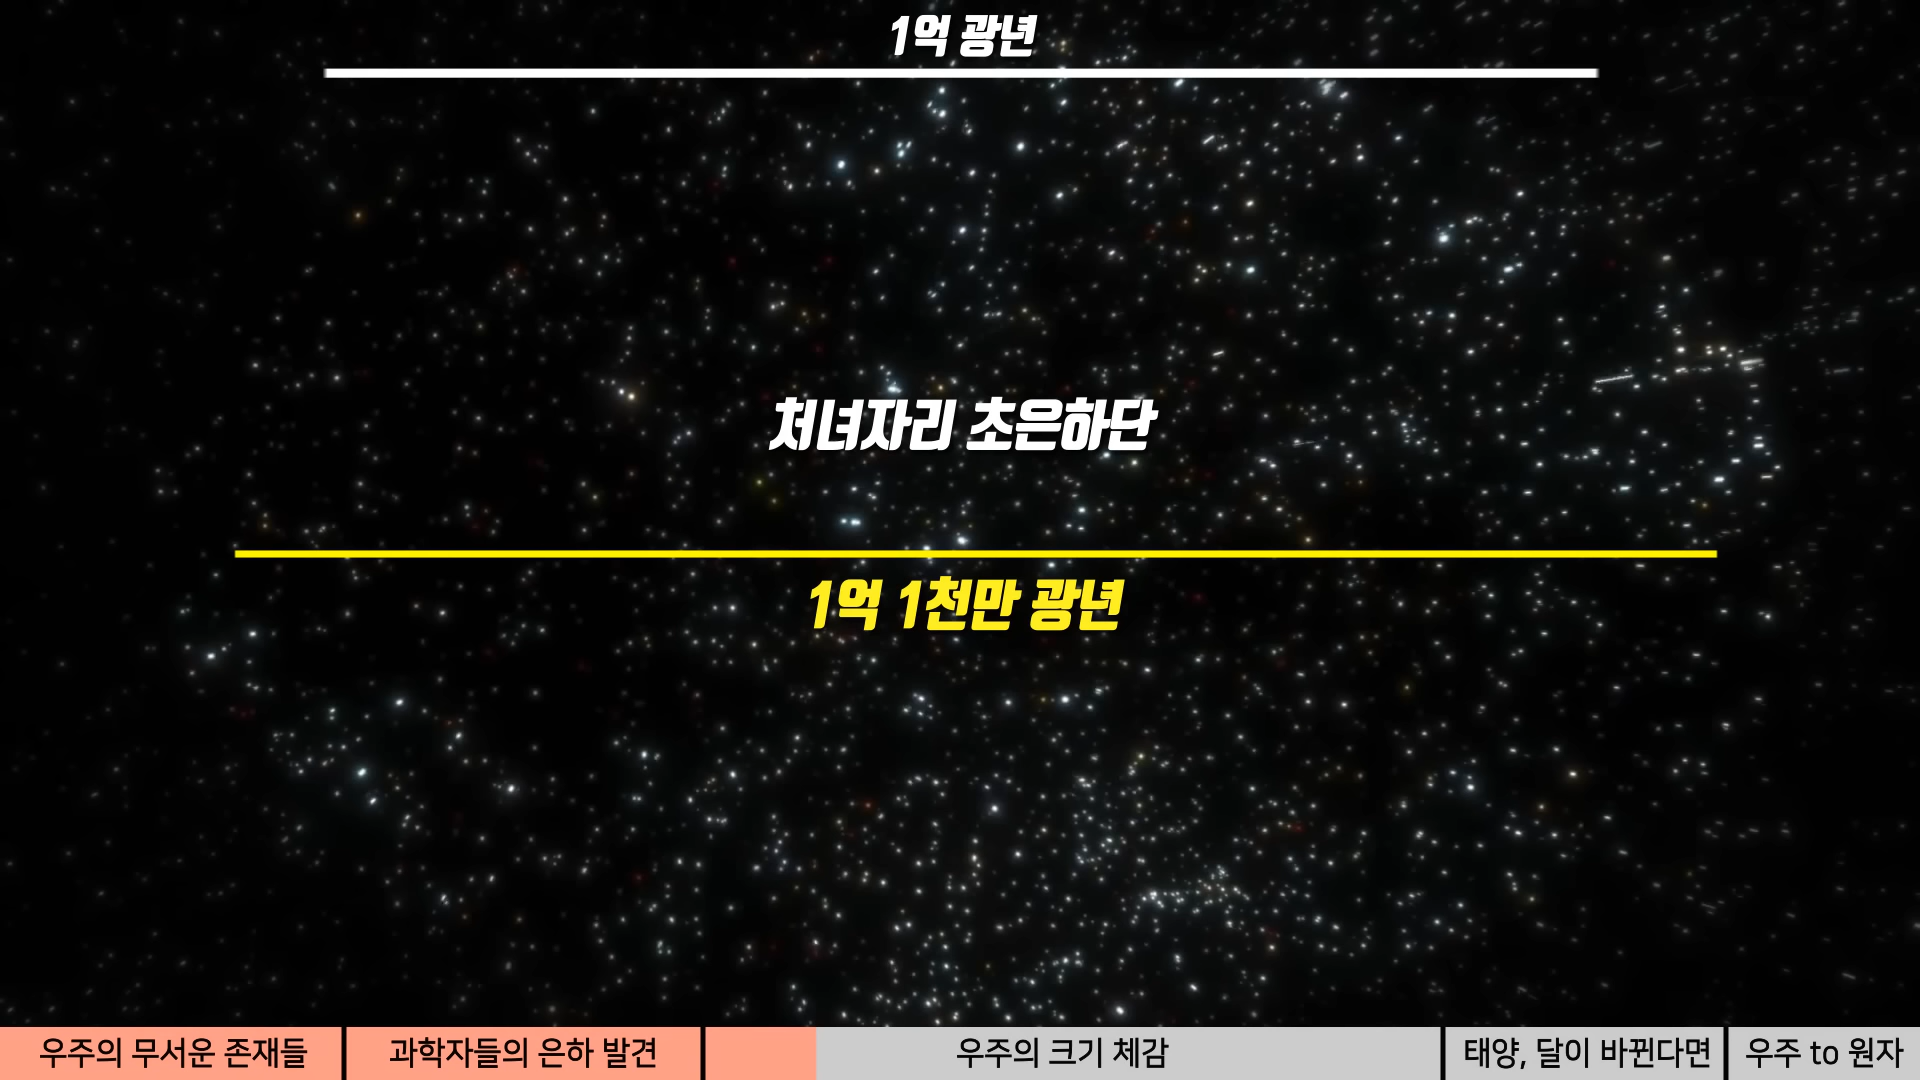 1억 광년
처녀자리 초은하단
1억 1천만 광년
우주의 무서운 존재들
과학자들의 은하 발견
우주의 크기 체감
태양, 달이 바뀐다면
우주 to 원자